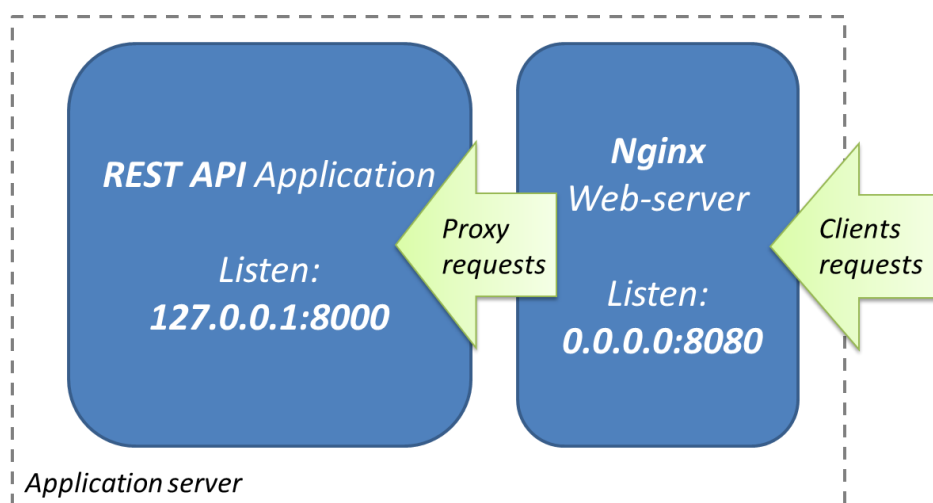 REST API Application
Listen:
127.0.0.1:8000
Proxy
requests
Nginx
Web-server
Listen:
0.0.0.0:8080
Clients
requests
Application server